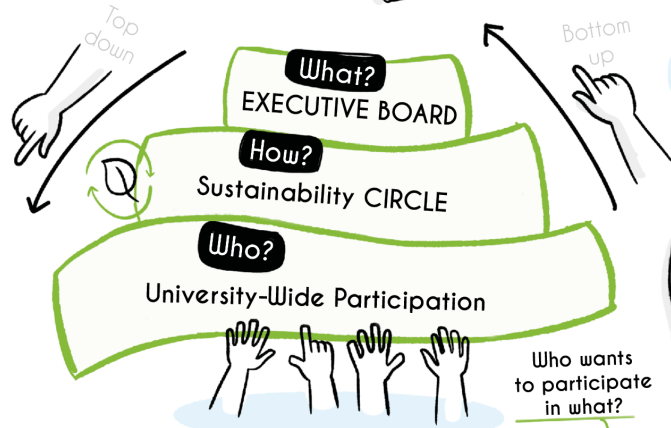 Top
down
Bottom
up
What?
EXECUTIVE BOARD
How?
Sustainability CIRCLE
Who?
University-Wide Participation
Who wants
to participate
in what?